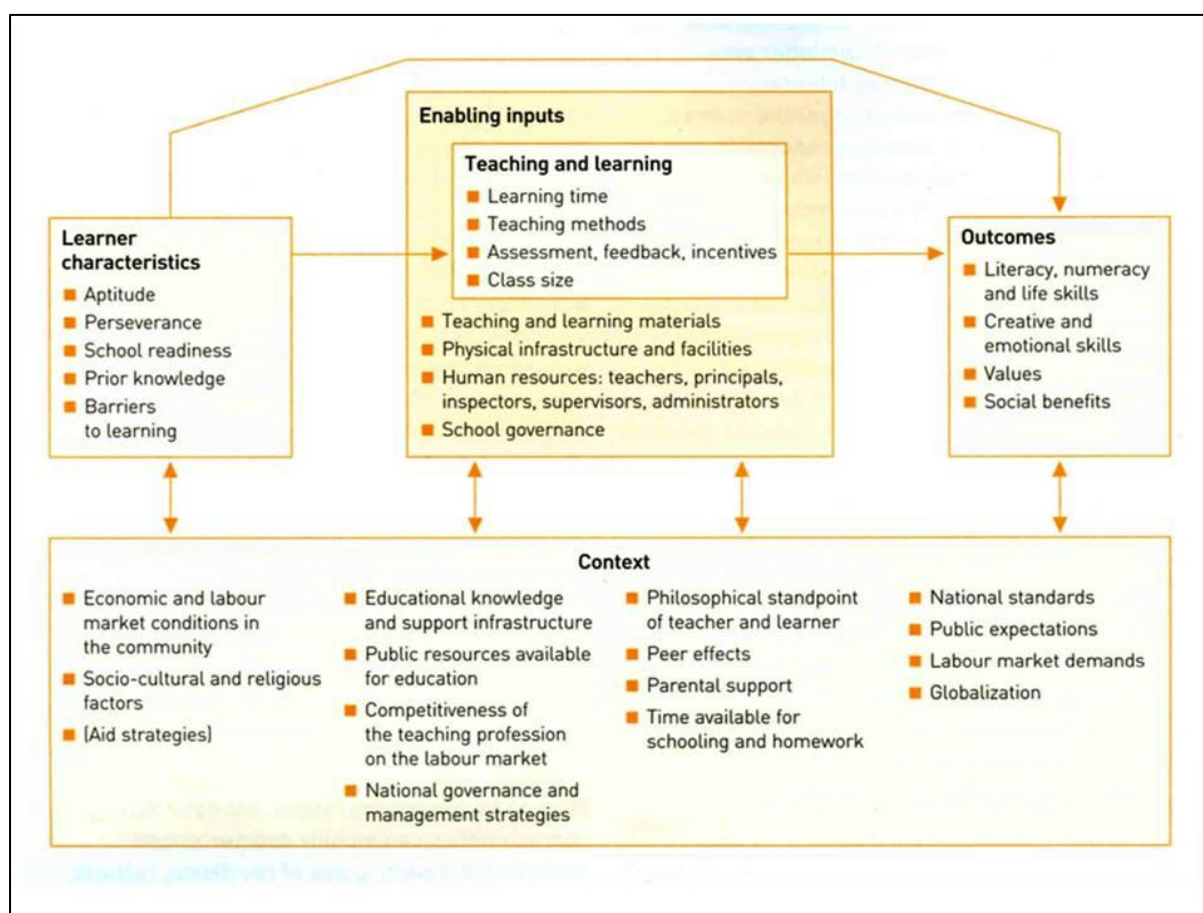 Enabling inputs
Teaching and learning
Learning time
Teaching methods
Assessment, feedback, incentives
Class size
Teaching and learning materials
Physical infrastructure and facilities
Human resources: teachers, principals,
inspectors, supervisors, administrators
School governance
Learner
characteristics
Aptitude
Perseverance
School readiness
Prior knowledge
Barriers
to learning
Outcomes
Literacy, numeracy
and life skills
Creative and
emotional skills
Values
Social benefits
Context
Economic and labour
market conditions in
the community
Socio-cultural and religious
factors
(Aid strategies)
Educational knowledge
and support infrastructure
Public resources available
for education
Competitiveness of
the teaching profession
on the labour market
National governance and
management strategies
Philosophical standpoint
of teacher and learner
Peer effects
Parental support
Time available for
schooling and homework
National standards
Public expectations
Labour market demands
Globalization